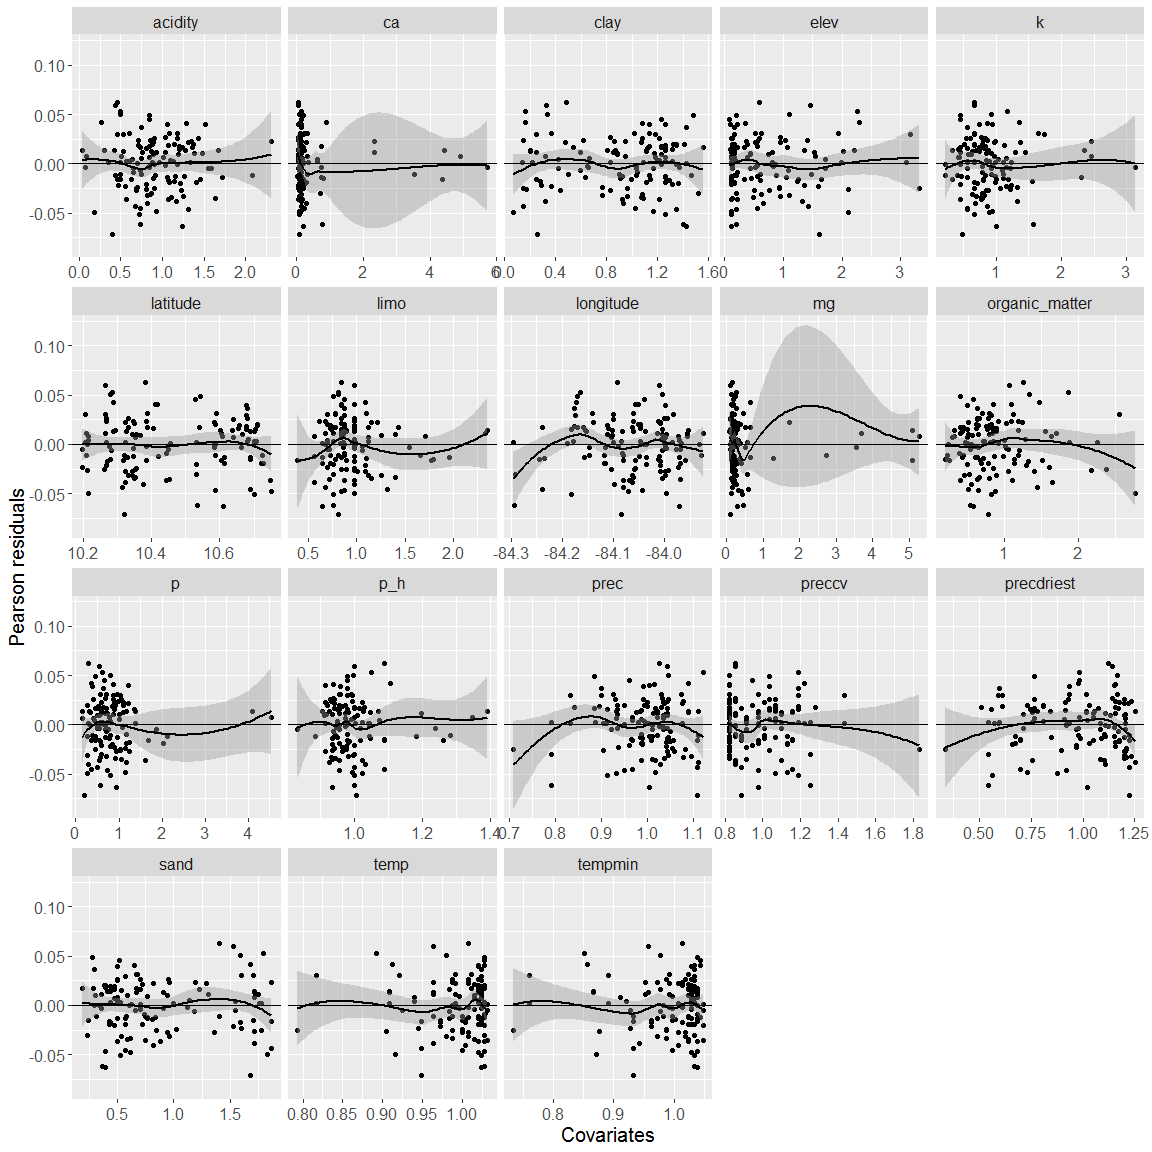 acidity ca clay elev k
0.10
0.05
0.00
-0.05
0.0 0.5 1.0 1.5 2.0 0 2 4 6 0.0 0.4 0.8 1.2 1.6 0 1 2 3 1 2 3
latitude limo longitude mg organic_matter
0.10
0.05
0.00
-0.05
10.2 10.4 10.6 0.5 1.0 1.5 2.0 -84.3 -84.2 -84.1 -84.0 0 1 2 3 4 5 1 2
p p_h prec preccv precdriest
0.10
0.05
0.00
-0.05
0 1 2 3 4 1.0 1.2 1.4 0.7 0.8 0.9 1.0 1.1 0.8 1.0 1.2 1.4 1.6 1.8 0.50 0.75 1.00 1.25
sand temp tempmin
0.10
0.05
0.00
-0.05
0.5 1.0 1.5 0.80 0.85 0.90 0.95 1.00 0.8 0.9 1.0
Pearson residuals
Covariates